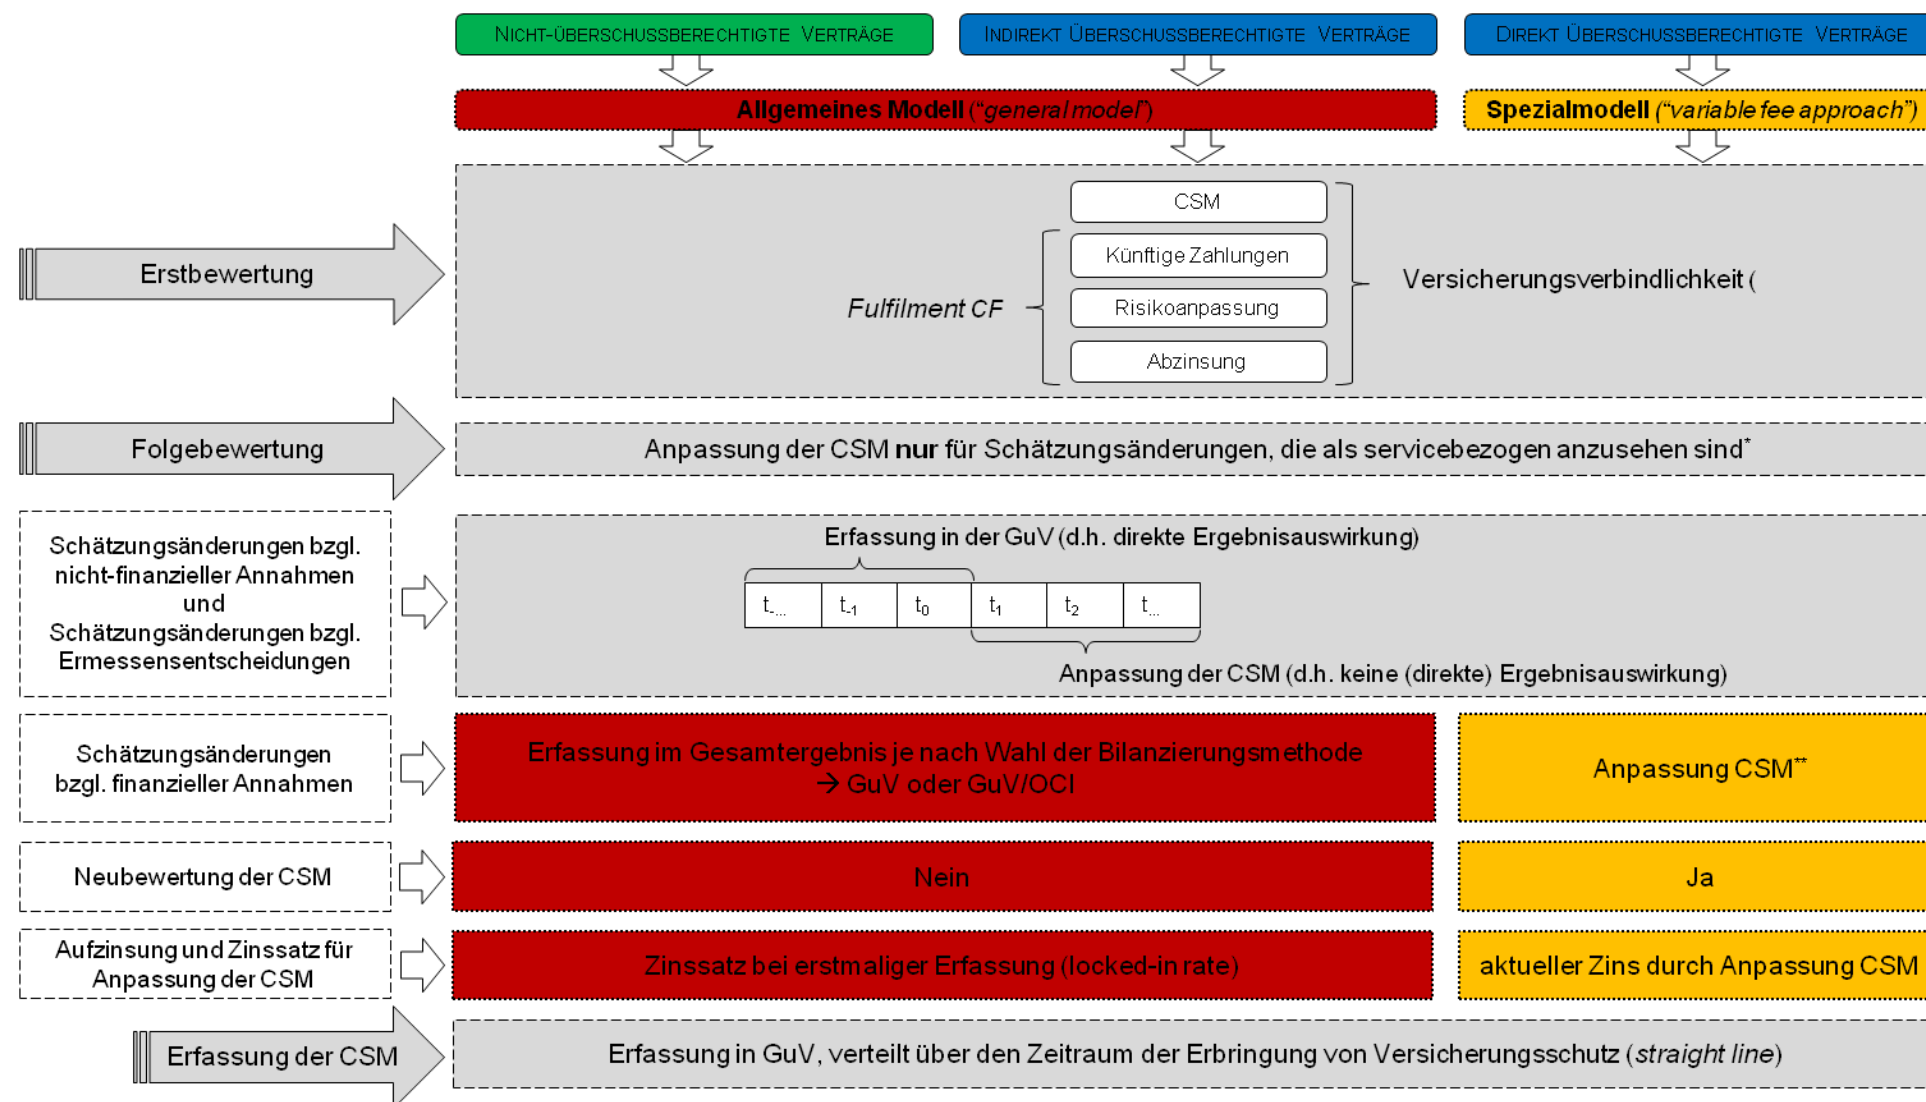 NICHT-ÜBERSCHUSSBERECHTIGTE VERTRÄGE
INDIREKT ÜBERSCHUSSBERECHTIGTE VERTRÄGE
DIREKT ÜBERSCHUSSBERECHTIGTE VERTRÄGE
Allgemeines Modell (“general model”)
Spezialmodell (“variable fee approach”)
Erstbewertung
CSM
Künftige Zahlungen
Risikoanpassung
Abzinsung
Fulfilment CF
Versicherungsverbindlichkeit (
Folgebewertung
Anpassung der CSM nur für Schätzungsänderungen, die als servicebezogen anzusehen sind*
Schätzungsänderungen bzgl.
nicht-finanzieller Annahmen
und
Schätzungsänderungen bzgl.
Ermessensentscheidungen
Erfassung in der GuV (d.h. direkte Ergebnisauswirkung)
t-... t-1 t0 t1 t2 t...
Anpassung der CSM (d.h. keine (direkte) Ergebnisauswirkung)
Schätzungsänderungen
bzgl. finanzieller Annahmen
Erfassung im Gesamtergebnis je nach Wahl der Bilanzierungsmethode
→ GuV oder GuV/OCI
Anpassung CSM**
Neubewertung der CSM
Nein
Ja
Aufzinsung und Zinssatz für
Anpassung der CSM
Zinssatz bei erstmaliger Erfassung (locked-in rate)
aktueller Zins durch Anpassung CSM
Erfassung der CSM
Erfassung in GuV, verteilt über den Zeitraum der Erbringung von Versicherungsschutz (straight line)